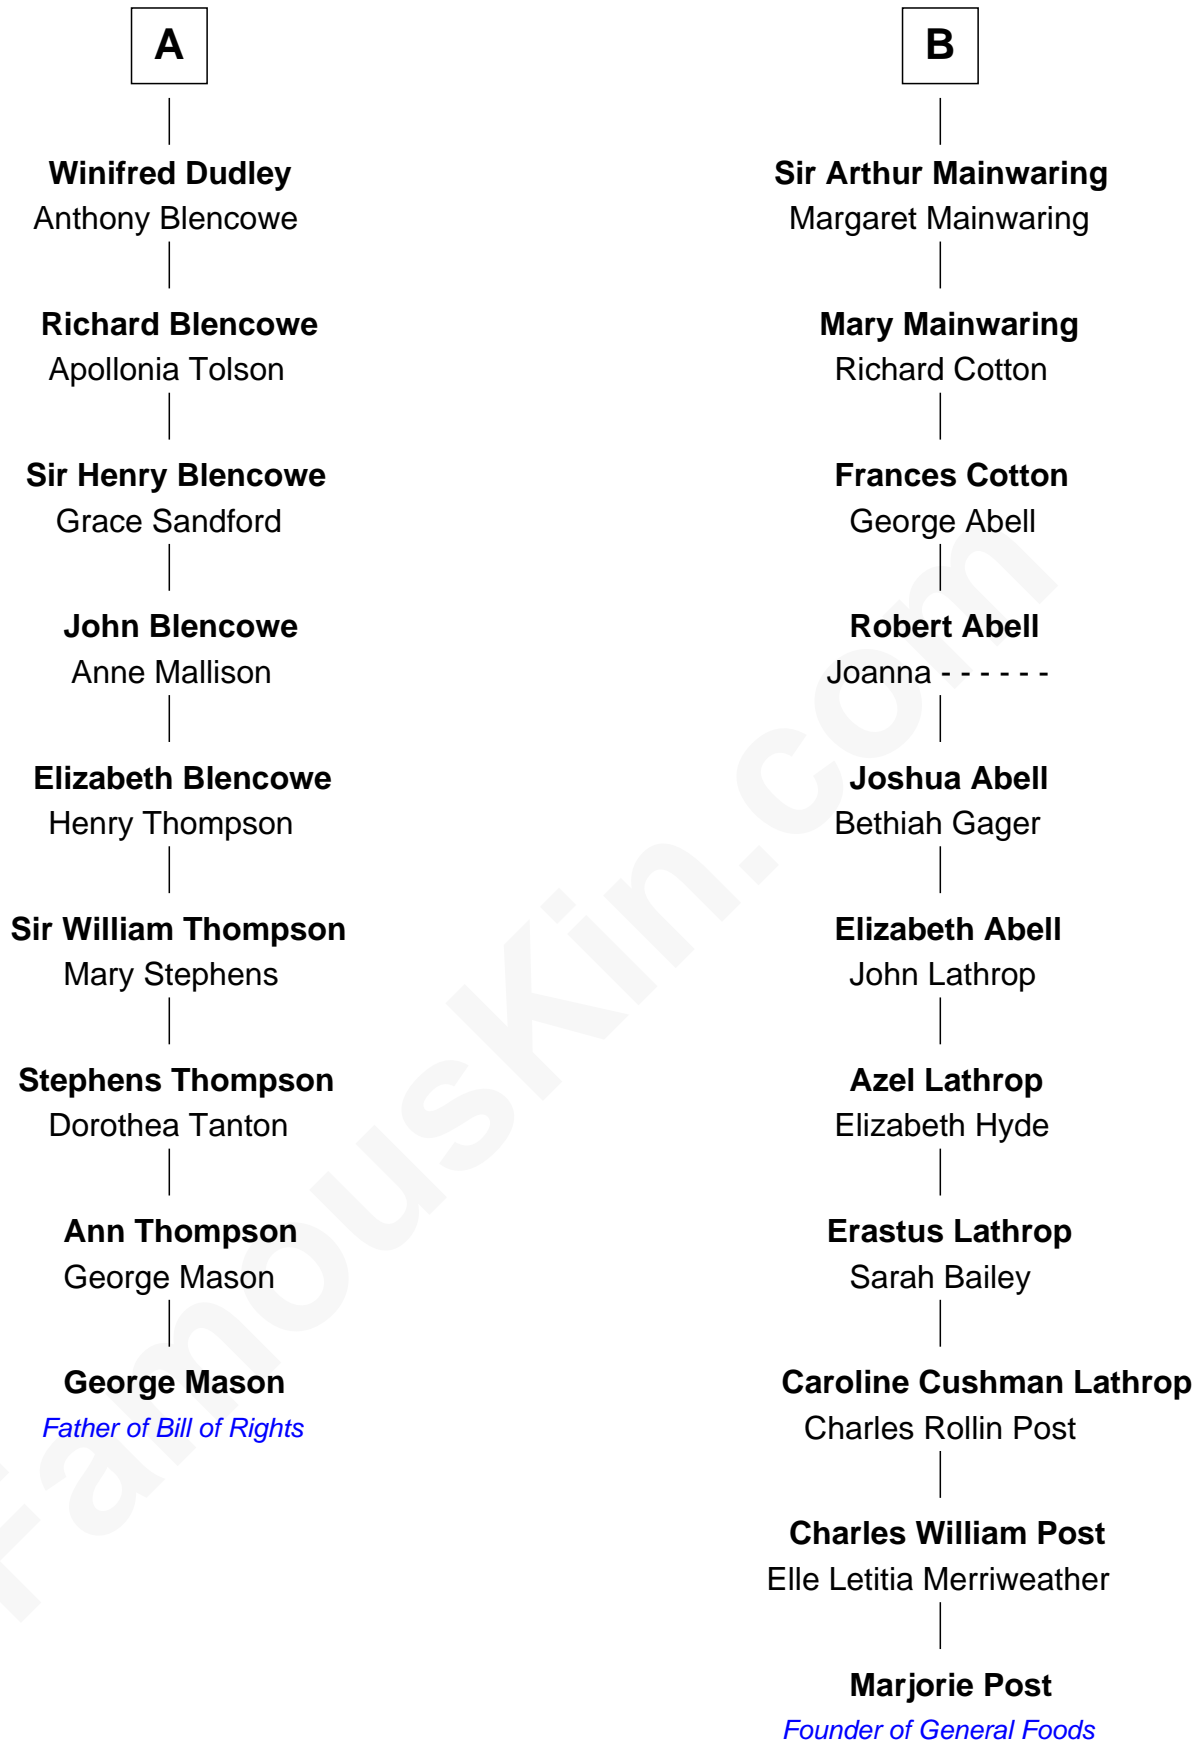 A
Winifred Dudley
Anthony Blencowe
Richard Blencowe
Apollonia Tolson
Sir Henry Blencowe
Grace Sandford
John Blencowe
Anne Mallison
Elizabeth Blencowe
Henry Thompson
Sir William Thompson
Mary Stephens
Stephens Thompson
Dorothea Tanton
Ann Thompson
George Mason
George Mason
Father of Bill of Rights
B
Sir Arthur Mainwaring
Margaret Mainwaring
Mary Mainwaring
Richard Cotton
Frances Cotton
George Abell
Robert Abell
Joanna - - - - - -
Joshua Abell
Bethiah Gager
Elizabeth Abell
John Lathrop
Azel Lathrop
Elizabeth Hyde
Erastus Lathrop
Sarah Bailey
Caroline Cushman Lathrop
Charles Rollin Post
Charles William Post
Elle Letitia Merriweather
Marjorie Post
Founder of General Foods
FamousKin.com